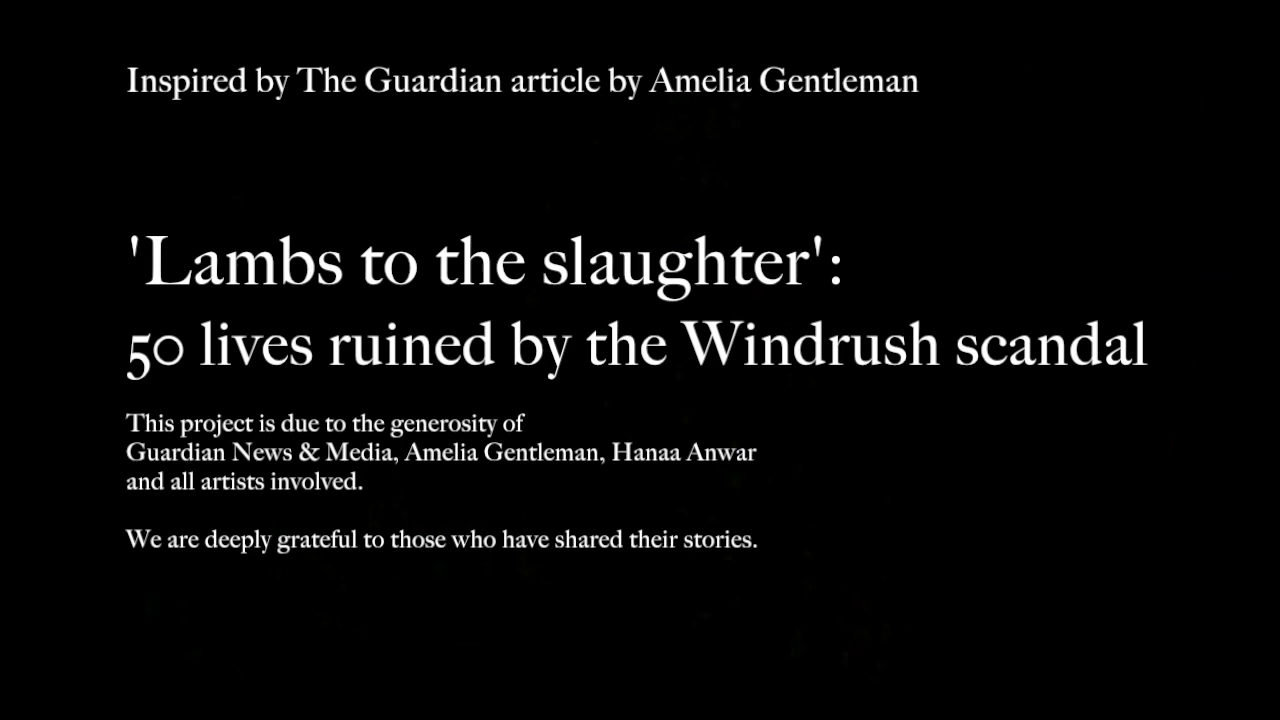 Inspired by The Guardian article by Amelia Gentleman
'Lambs to the slaughter':
50 lives ruined by the Windrush scandal
This project is due to the generosity of
Guardian News & Media, Amelia Gentleman, Hanaa Anwar
and all artists involved.
We are deeply grateful to those who have shared their stories.